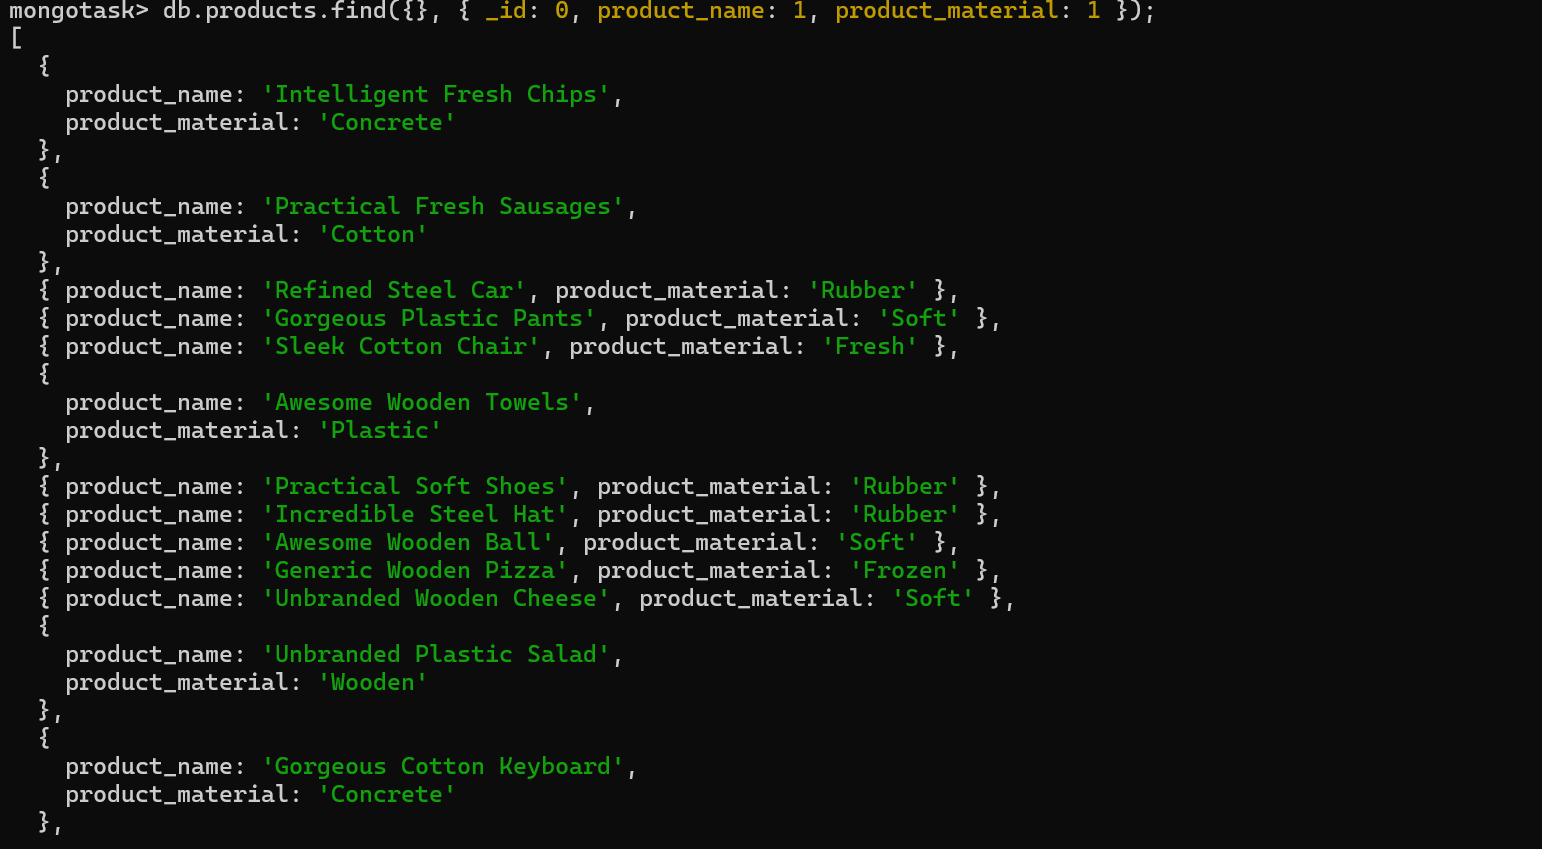 mongotask> db.products.find({}, { _id: 0, product_name: 1, product_material: 1 });
[
  {
    product_name: 'Intelligent Fresh Chips',
    product_material: 'Concrete'
  },
  {
    product_name: 'Practical Fresh Sausages',
    product_material: 'Cotton'
  },
  { product_name: 'Refined Steel Car', product_material: 'Rubber' },
  { product_name: 'Gorgeous Plastic Pants', product_material: 'Soft' },
  { product_name: 'Sleek Cotton Chair', product_material: 'Fresh' },
  {
    product_name: 'Awesome Wooden Towels',
    product_material: 'Plastic'
  },
  { product_name: 'Practical Soft Shoes', product_material: 'Rubber' },
  { product_name: 'Incredible Steel Hat', product_material: 'Rubber' },
  { product_name: 'Awesome Wooden Ball', product_material: 'Soft' },
  { product_name: 'Generic Wooden Pizza', product_material: 'Frozen' },
  { product_name: 'Unbranded Wooden Cheese', product_material: 'Soft' },
  {
    product_name: 'Unbranded Plastic Salad',
    product_material: 'Wooden'
  },
  {
    product_name: 'Gorgeous Cotton Keyboard',
    product_material: 'Concrete'
  },